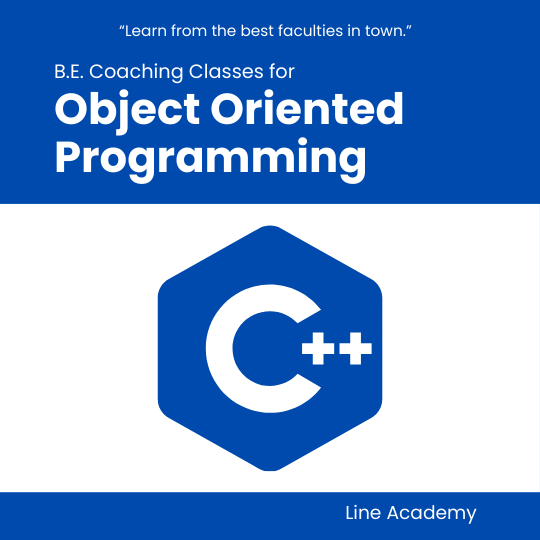 “Learn from the best faculties in town.”
B.E. Coaching Classes for
Object Oriented
Programming
C++
Line Academy